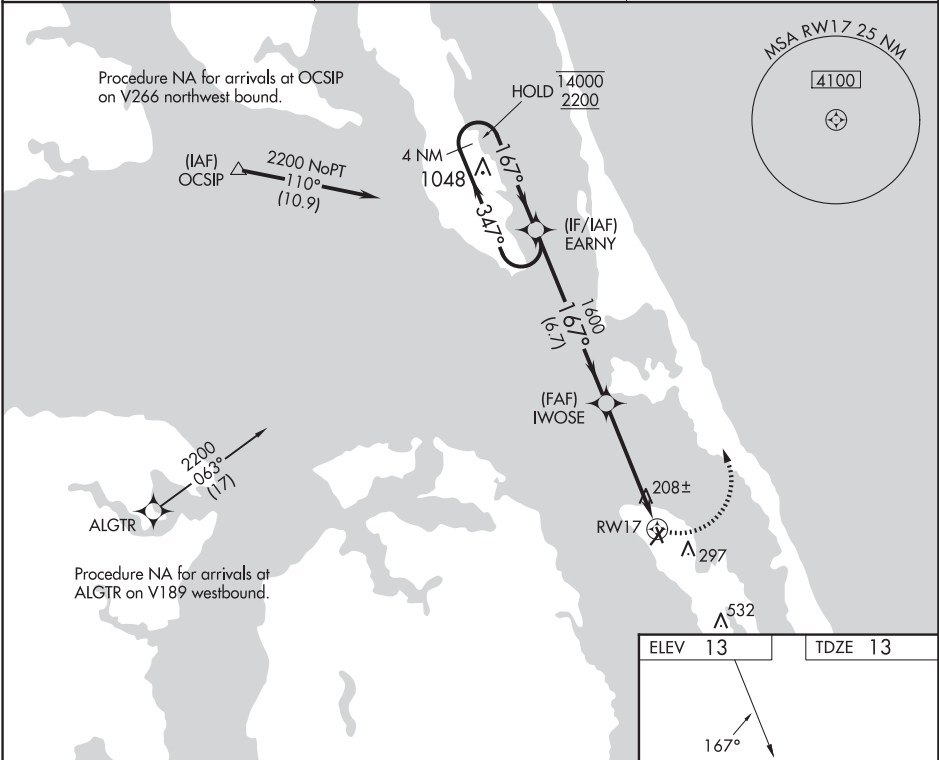 MSA RW17 25 NM
4100
Procedure NA for arrivals at OCSIP
on V266 northwest bound.
HOLD 14000
2200
4 NM
1048
167°
347°
(IAF)
OCSIP
2200 NoPT
110°
(10.9)
(IF/IAF)
EARNY
1600
167°
(6.7)
(FAF)
IWOSE
2200
063°
(17)
ALGTR
208±
RW17
297
Procedure NA for arrivals at
ALGTR on V189 westbound.
532
ELEV 13
TDZE 13
167°